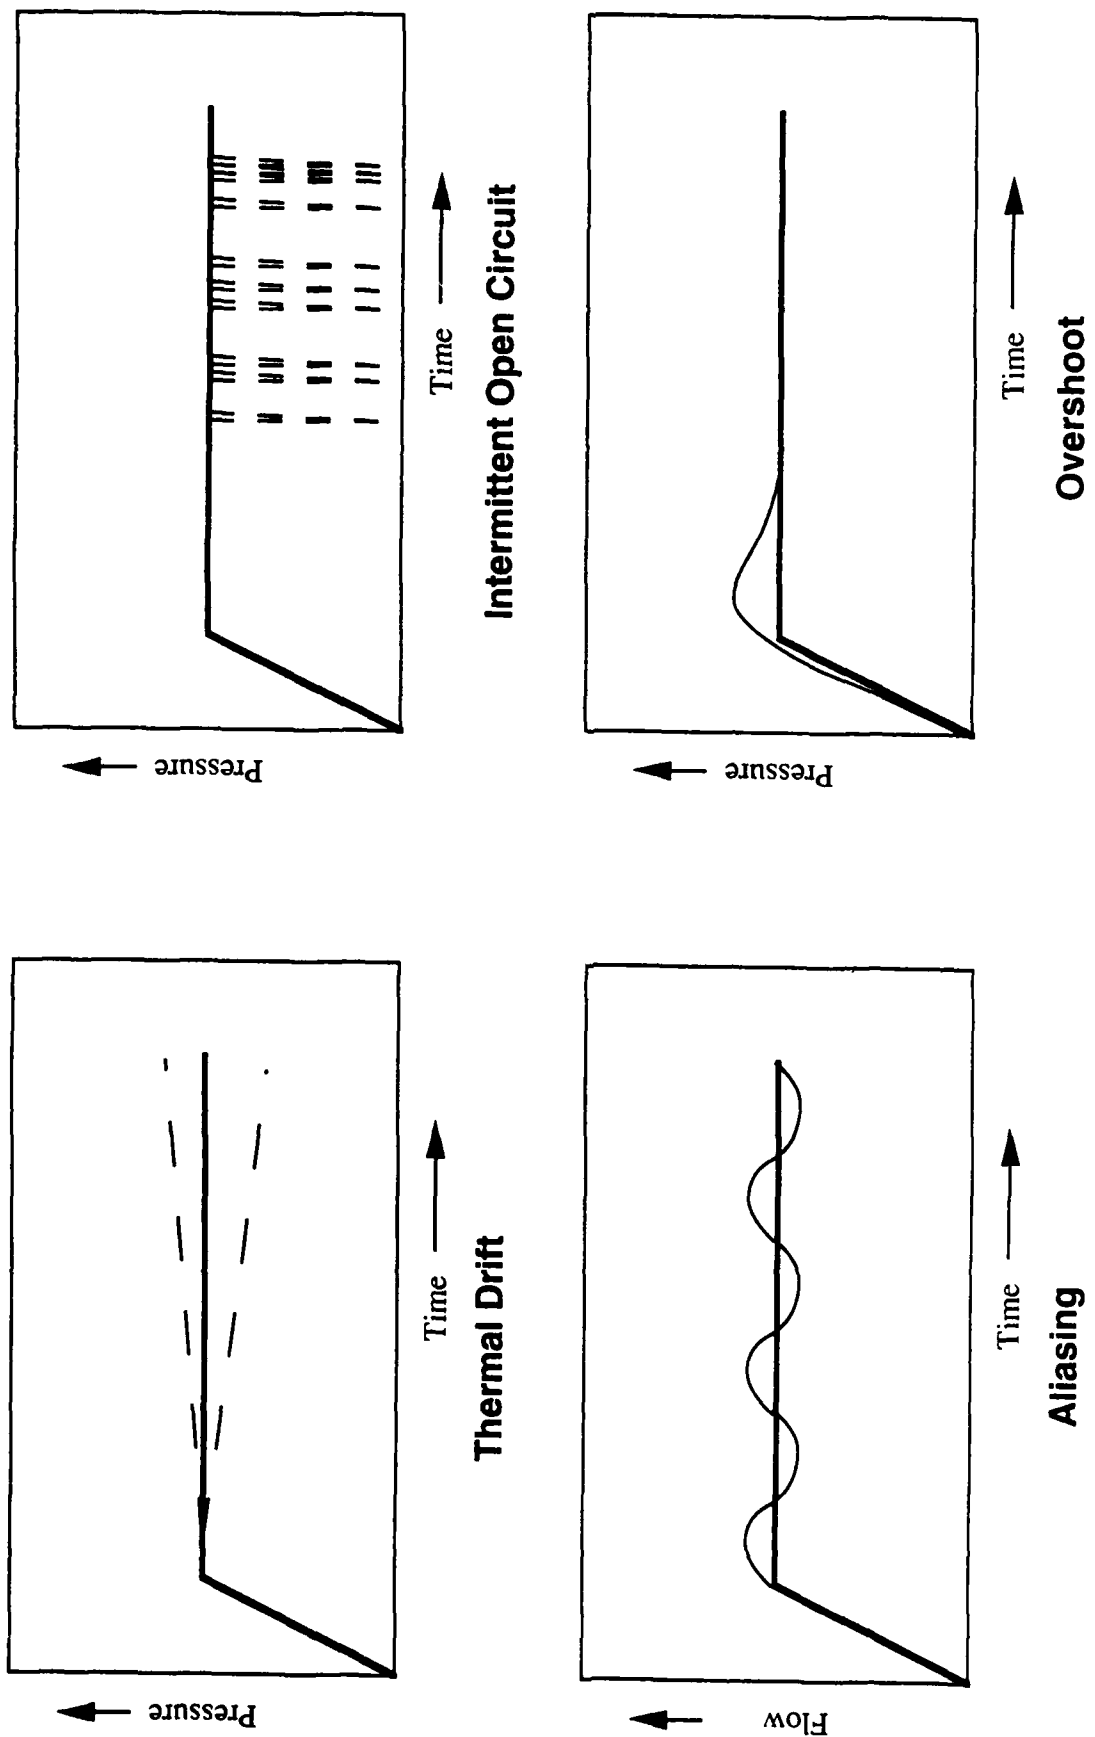 Pressure
Time
Thermal Drift
Pressure
Time
Intermittent Open Circuit
Flow
Time
Aliasing
Pressure
Time
Overshoot